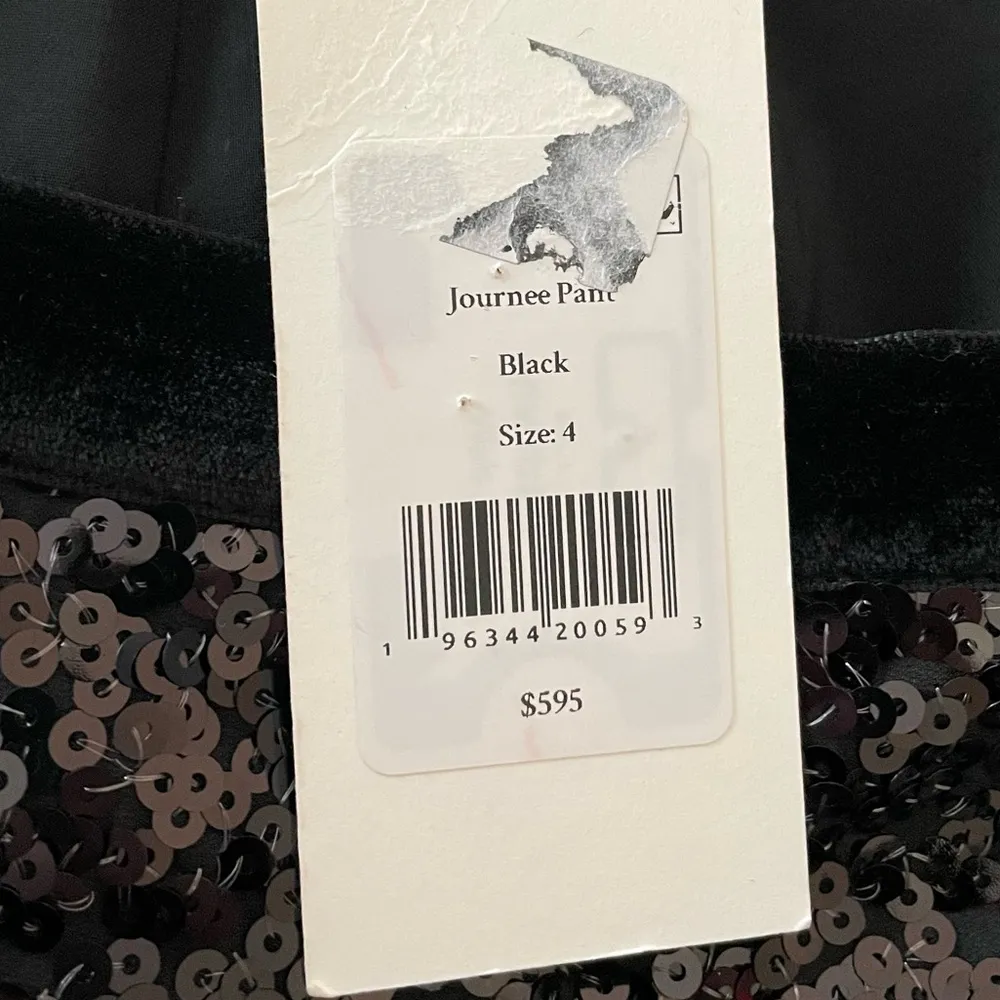 Journee Pant
Black
Size: 4
1 96344 20059 3
$595